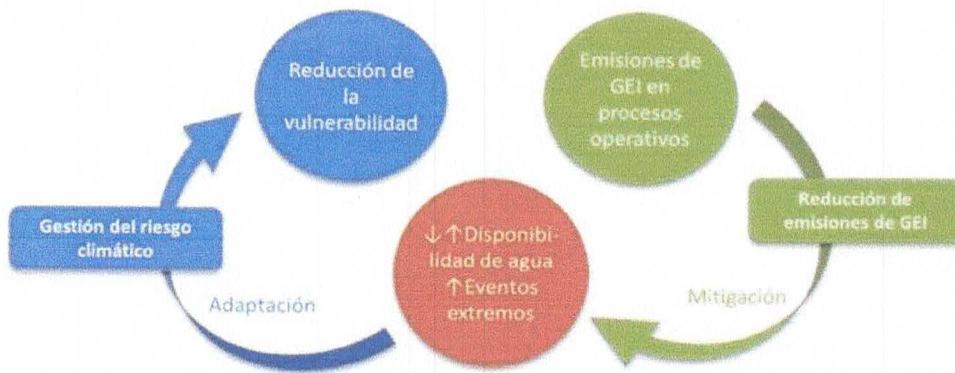 Reducción de
la
vulnerabilidad
Emisiones de
GEI en
procesos
operativos
Gestión del riesgo
climático
↓↑Disponibi-
lidad de agua
↑Eventos
extremos
Reducción de
emisiones de GEI
Adaptación
Mitigación